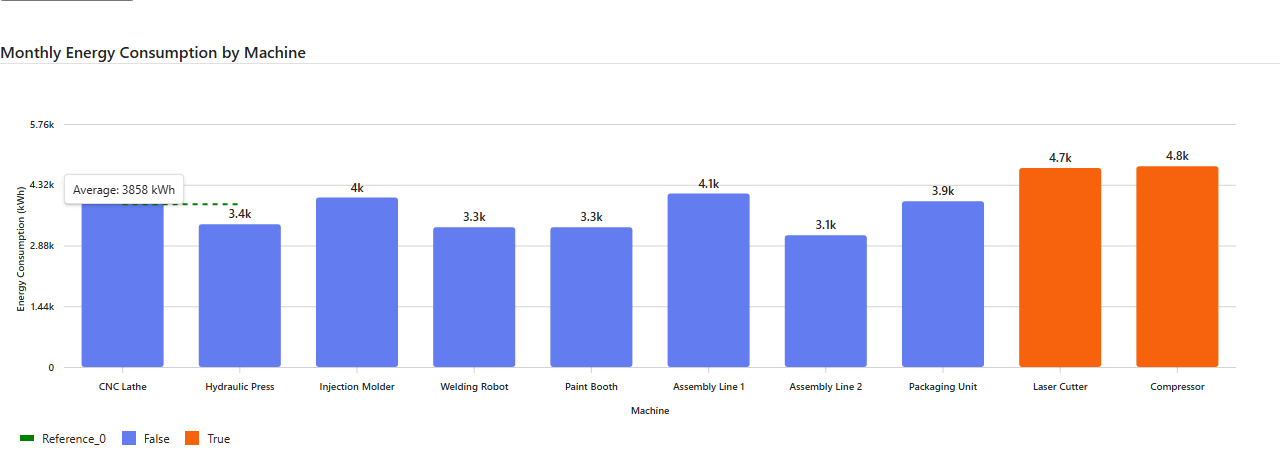 Monthly Energy Consumption by Machine
5.76k
4.32k
2.88k
1.44k
0
Energy Consumption (kWh)
Average: 3858 kWh
3.4k
4k
3.3k
3.3k
4.1k
3.1k
3.9k
4.7k
4.8k
CNC Lathe
Hydraulic Press
Injection Molder
Welding Robot
Paint Booth
Assembly Line 1
Assembly Line 2
Packaging Unit
Laser Cutter
Compressor
Machine
Reference_0
False
True